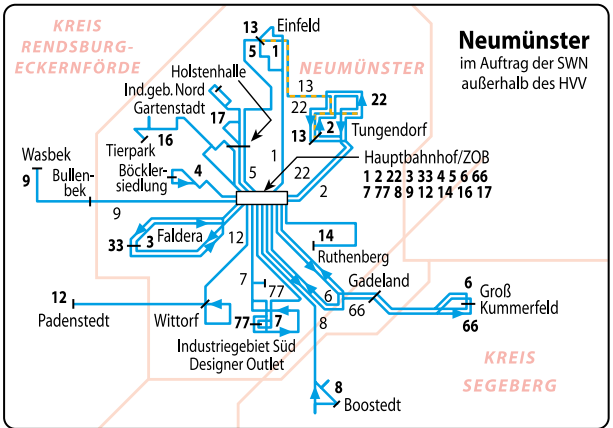 KREIS
RENDSBURG-
ECKERNFÖRDE
13
Einfeld
5
1
Neumünster
im Auftrag der SWN
außerhalb des HVV
Holstenhalle
NEUMÜNSTER
13
Ind.geb. Nord
Gartenstadt
17
22
22
2
13
Tungendorf
16
Tierpark
Wasbek
9
Bullen-
bek
Böckler-
siedlung
4
5
1
22
2
Hauptbahnhof/ZOB
1 2 22 3 33 4 5 6 66
7 77 8 9 12 14 16 17
9
33
3
Faldera
12
14
Ruthenberg
7
77
6
66
Gadeland
6
Groß
Kummerfeld
66
12
Padenstedt
Wittorf
77
7
8
Industriegebiet Süd
Designer Outlet
KREIS
SEGEBERG
8
Boostedt